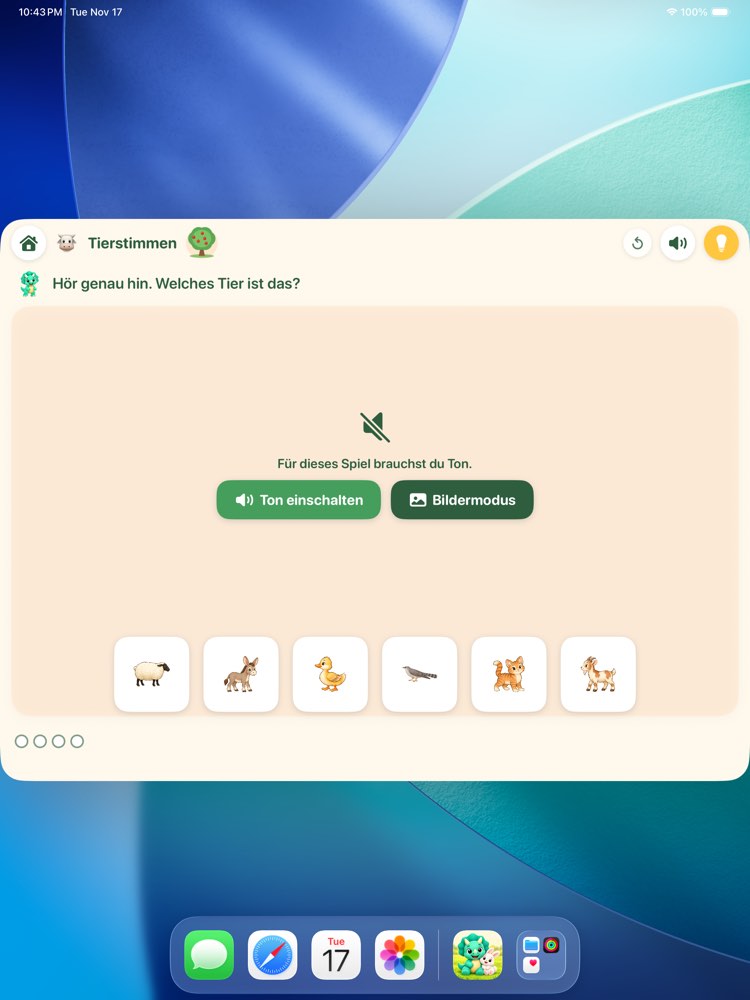 10:43 PM Tue Nov 17
100%
Tierstimmen
Hör genau hin. Welches Tier ist das?
Für dieses Spiel brauchst du Ton.
Ton einschalten
Bildermodus
Tue
17